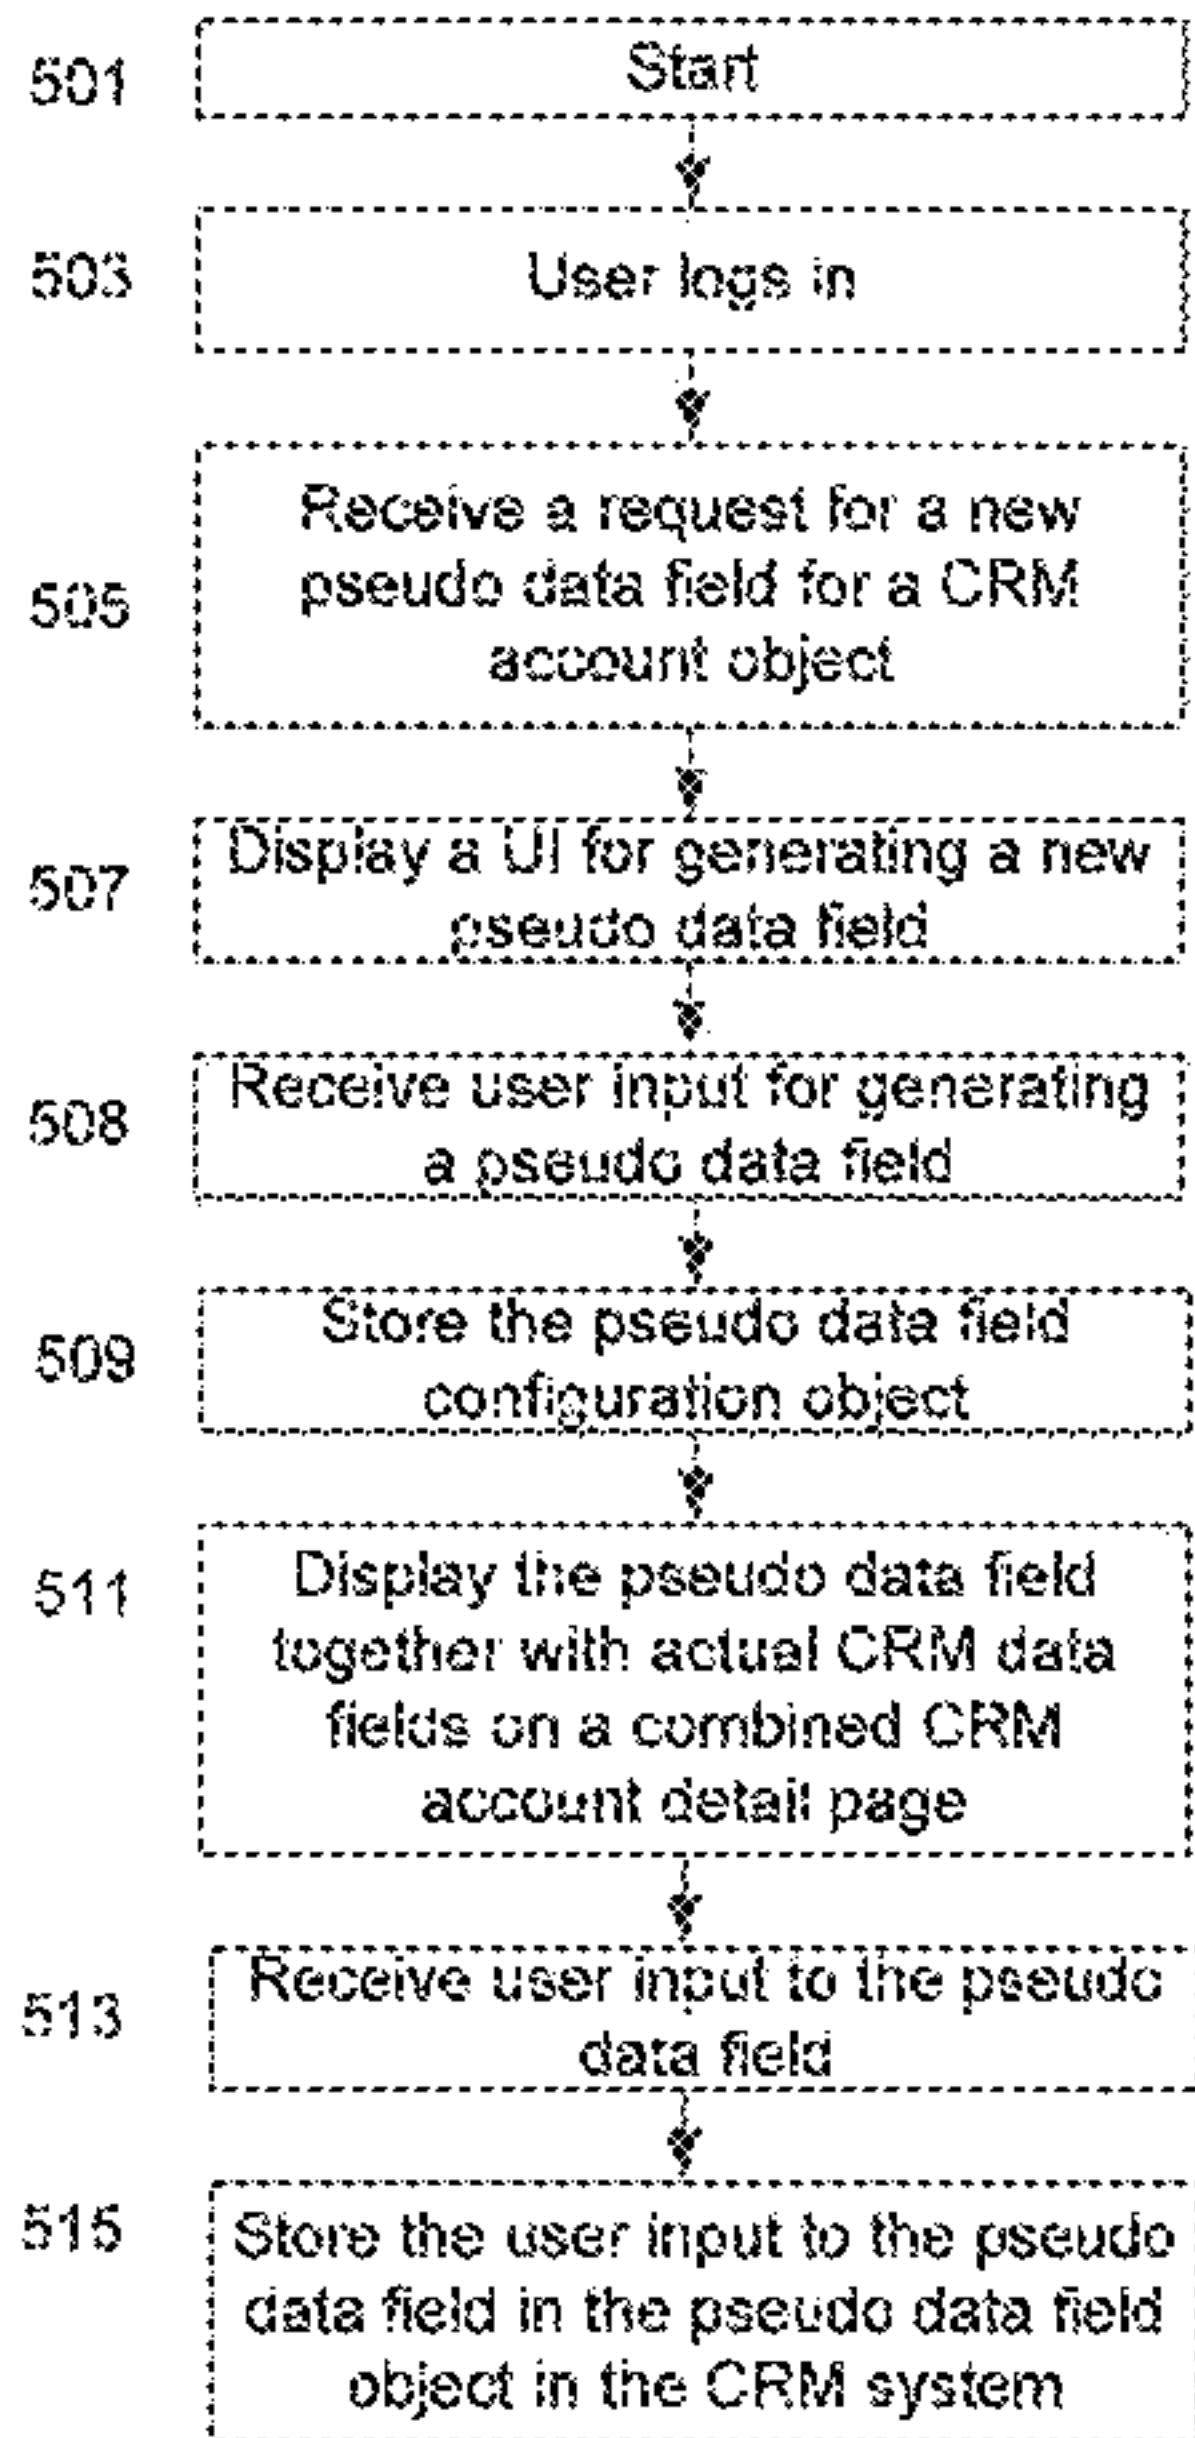 501
Start
503
User logs in
505
Receive a request for a new
pseudo data field for a CRM
account object
507
Display a UI for generating a new
pseudo data field
508
Receive user input for generating
a pseudo data field
509
Store the pseudo data field
configuration object
511
Display the pseudo data field
together with actual CRM data
fields on a combined CRM
account detail page
513
Receive user input to the pseudo
data field
515
Store the user input to the pseudo
data field in the pseudo data field
object in the CRM system